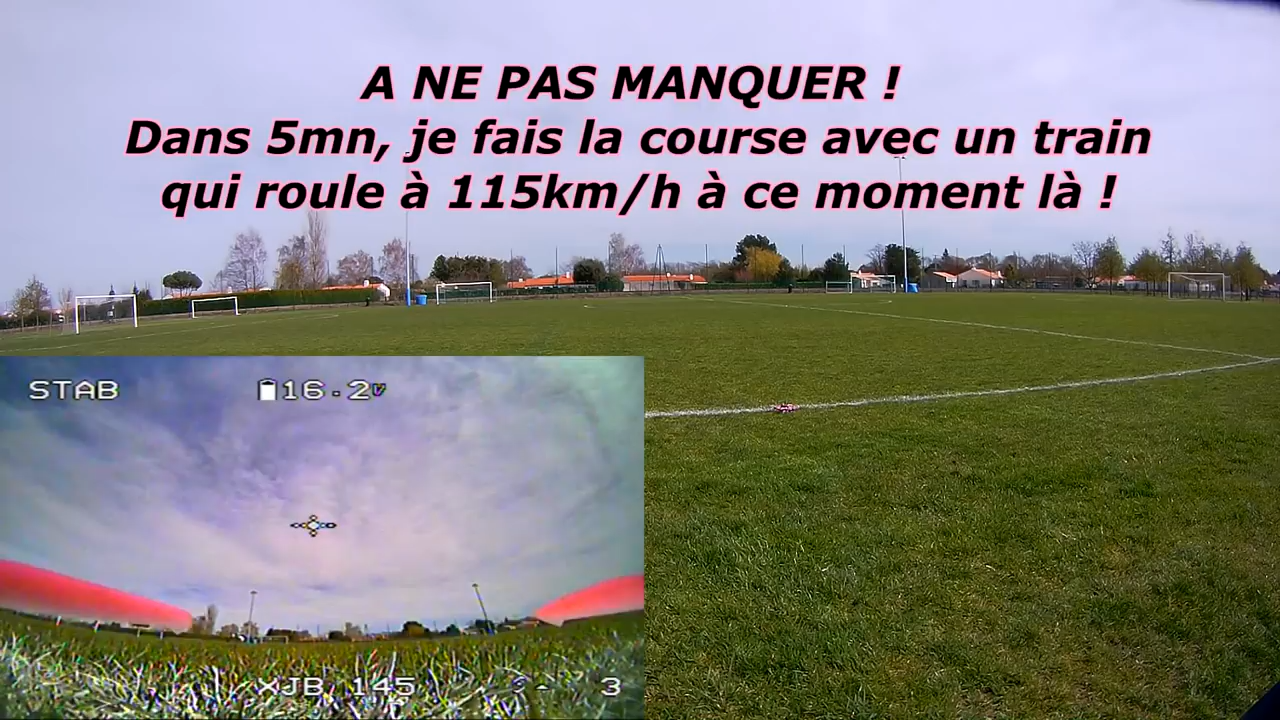 A NE PAS MANQUER !
Dans 5mn, je fais la course avec un train
qui roule à 115km/h à ce moment là !
STAB
16.2V
XJB 145
3